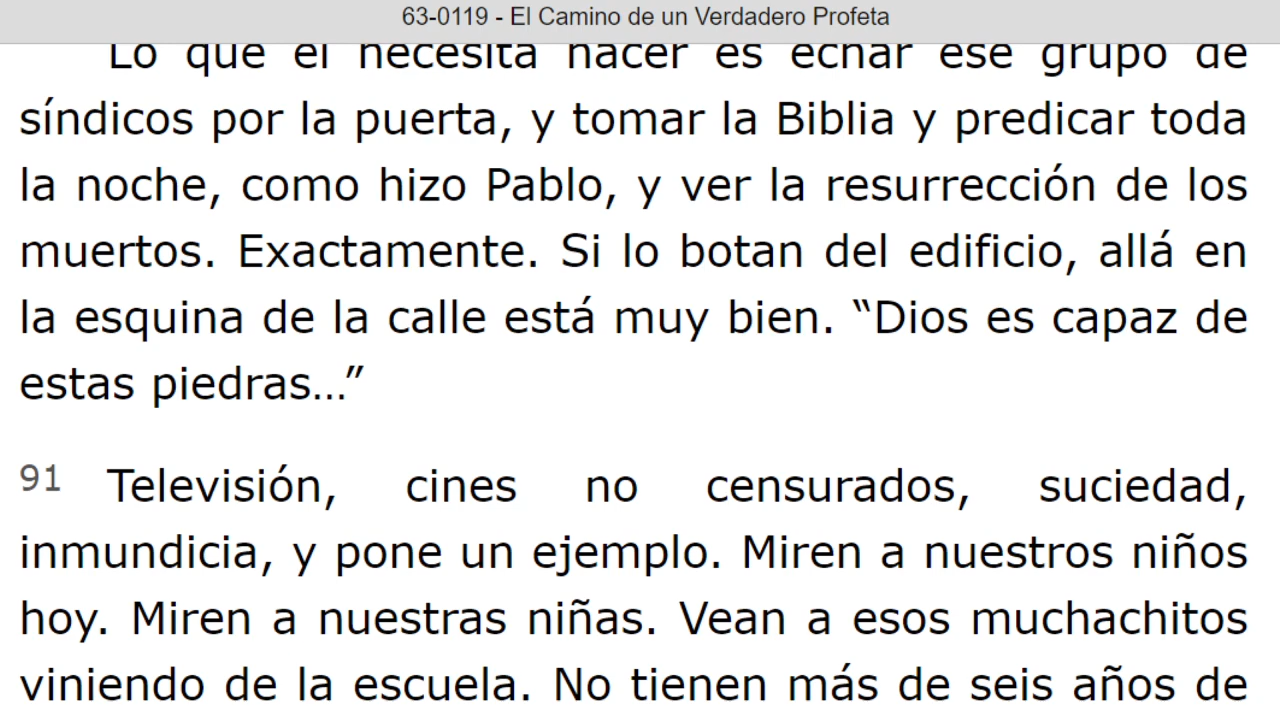 63-0119 - El Camino de un Verdadero Profeta
Lo que él necesita hacer es echar ese grupo de
síndicos por la puerta, y tomar la Biblia y predicar toda
la noche, como hizo Pablo, y ver la resurrección de los
muertos. Exactamente. Si lo botan del edificio, allá en
la esquina de la calle está muy bien. “Dios es capaz de
estas piedras…”
91 Televisión, cines no censurados, suciedad,
inmundicia, y pone un ejemplo. Miren a nuestros niños
hoy. Miren a nuestras niñas. Vean a esos muchachitos
viniendo de la escuela. No tienen más de seis años de